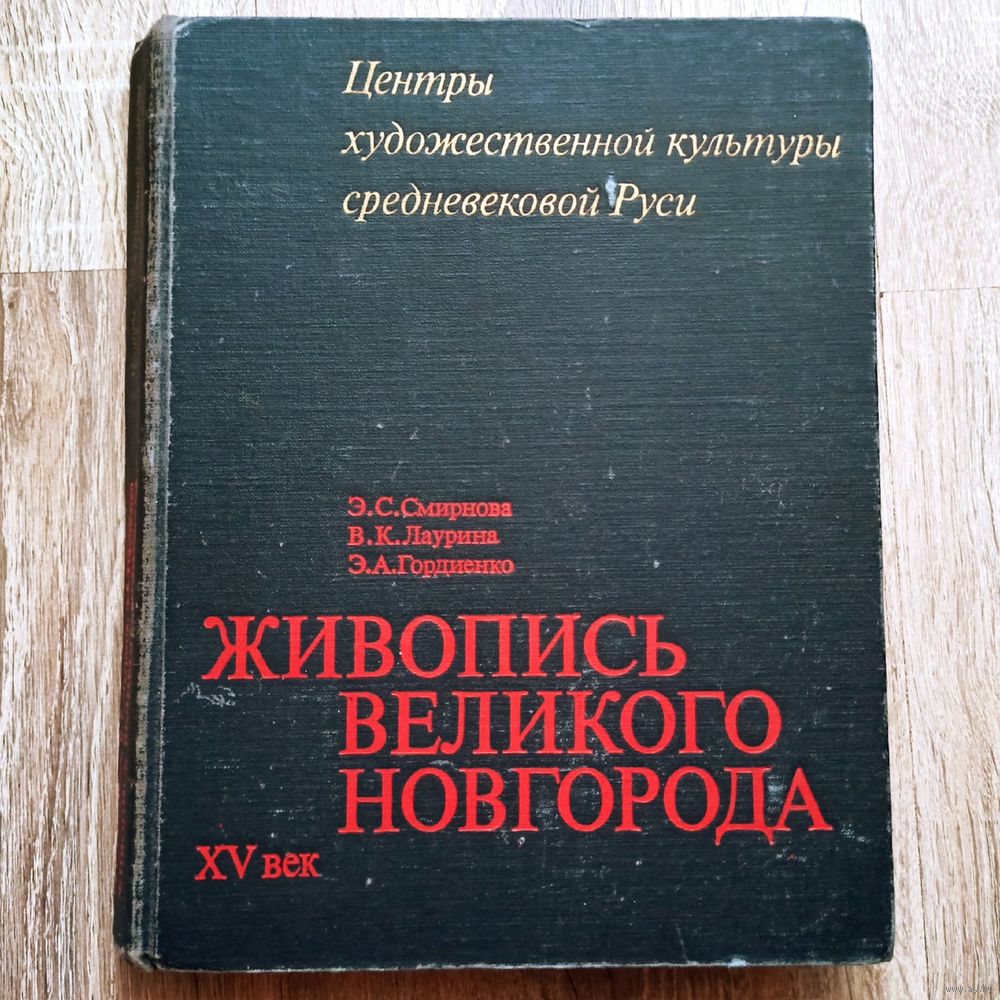 Центры
художественной культуры
средневековой Руси
Э.С.Смирнова
В.К.Лаурина
Э.А.Гордиенко
ЖИВОПИСЬ
ВЕЛИКОГО
НОВГОРОДА
XV век